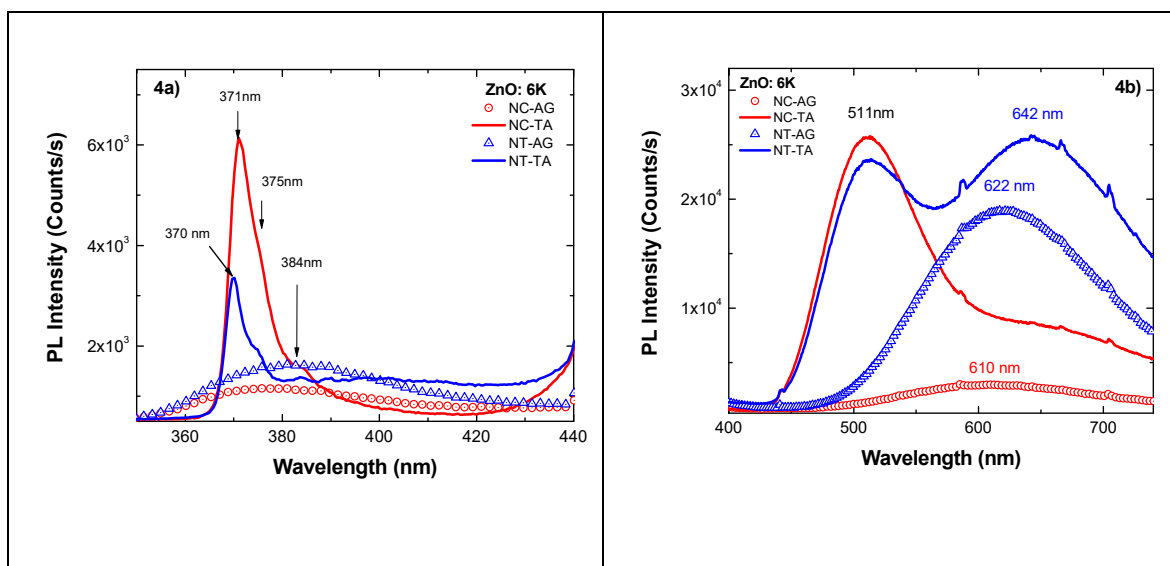 4a)
ZnO: 6K
NC-AG
NC-TA
NT-AG
NT-TA
371nm
375nm
370 nm
384nm
6x10³
4x10³
2x10³
PL Intensity (Counts/s)
360
380
400
420
440
Wavelength (nm)
4b)
ZnO: 6K
NC-AG
NC-TA
NT-AG
NT-TA
511nm
642 nm
622 nm
610 nm
3x10⁴
2x10⁴
1x10⁴
PL Intensity (Counts/s)
400
500
600
700
Wavelength (nm)